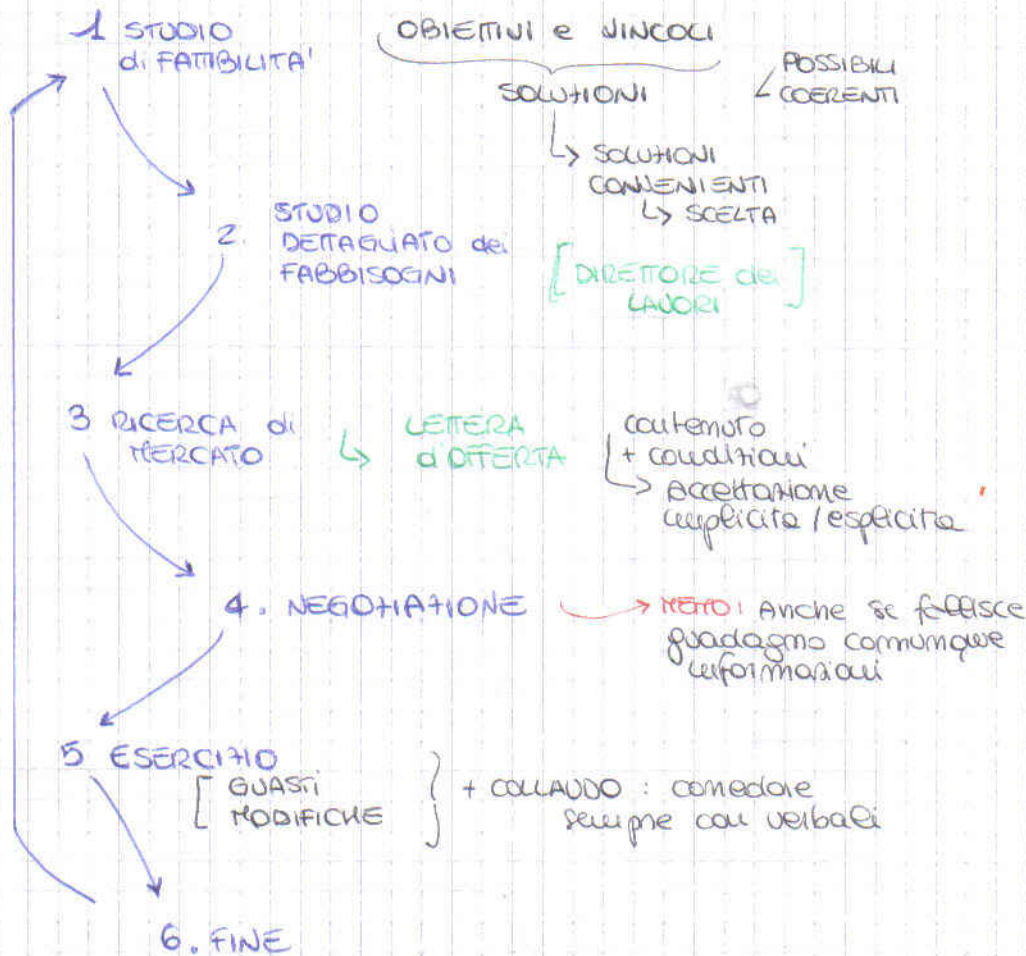 1 STUDIO
di FATTIBILITA'
OBIETTIVI e VINCOLI
SOLUZIONI
POSSIBILI
COERENTI
↳ SOLUZIONI
CONVENIENTI
↳ SCELTA
2. STUDIO
DETTAGLIATO dei
FABBISOGNI
[DIRETTORE dei
LAVORI]
3 RICERCA di
MERCATO
↳ LETTERA
d'OFFERTA
contenuto
+ condizioni
↳ Accettazione
implicita / esplicita
4. NEGOZIAZIONE
→ MEMO: Anche se fallisce
guadagno comunque
informazioni
5 ESERCIZIO
[GUASTI
MODIFICHE}
+ COLLAUDO : corredare
sempre con verbali
6. FINE